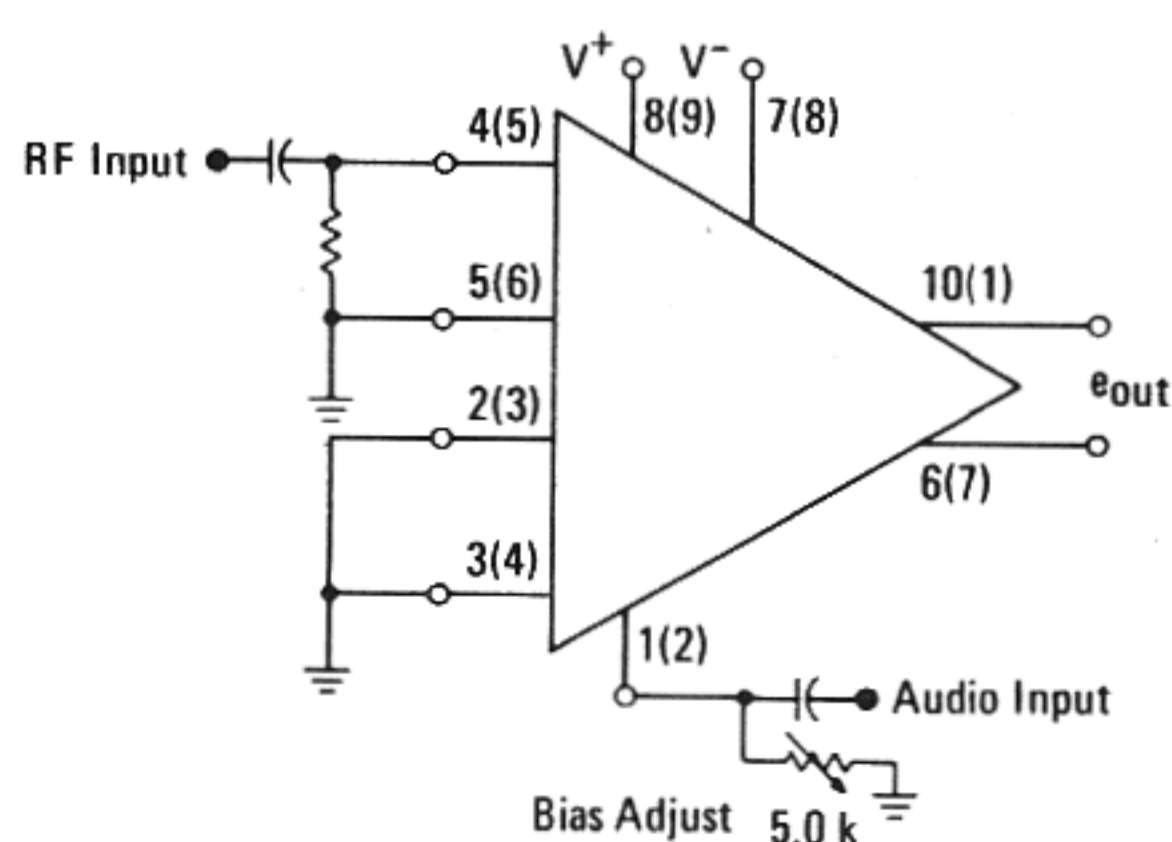 V+ V−
4(5) 8(9) 7(8)
RF Input
5(6) 10(1)
2(3) eout
6(7)
3(4)
1(2)
Audio Input
Bias Adjust 5.0 k